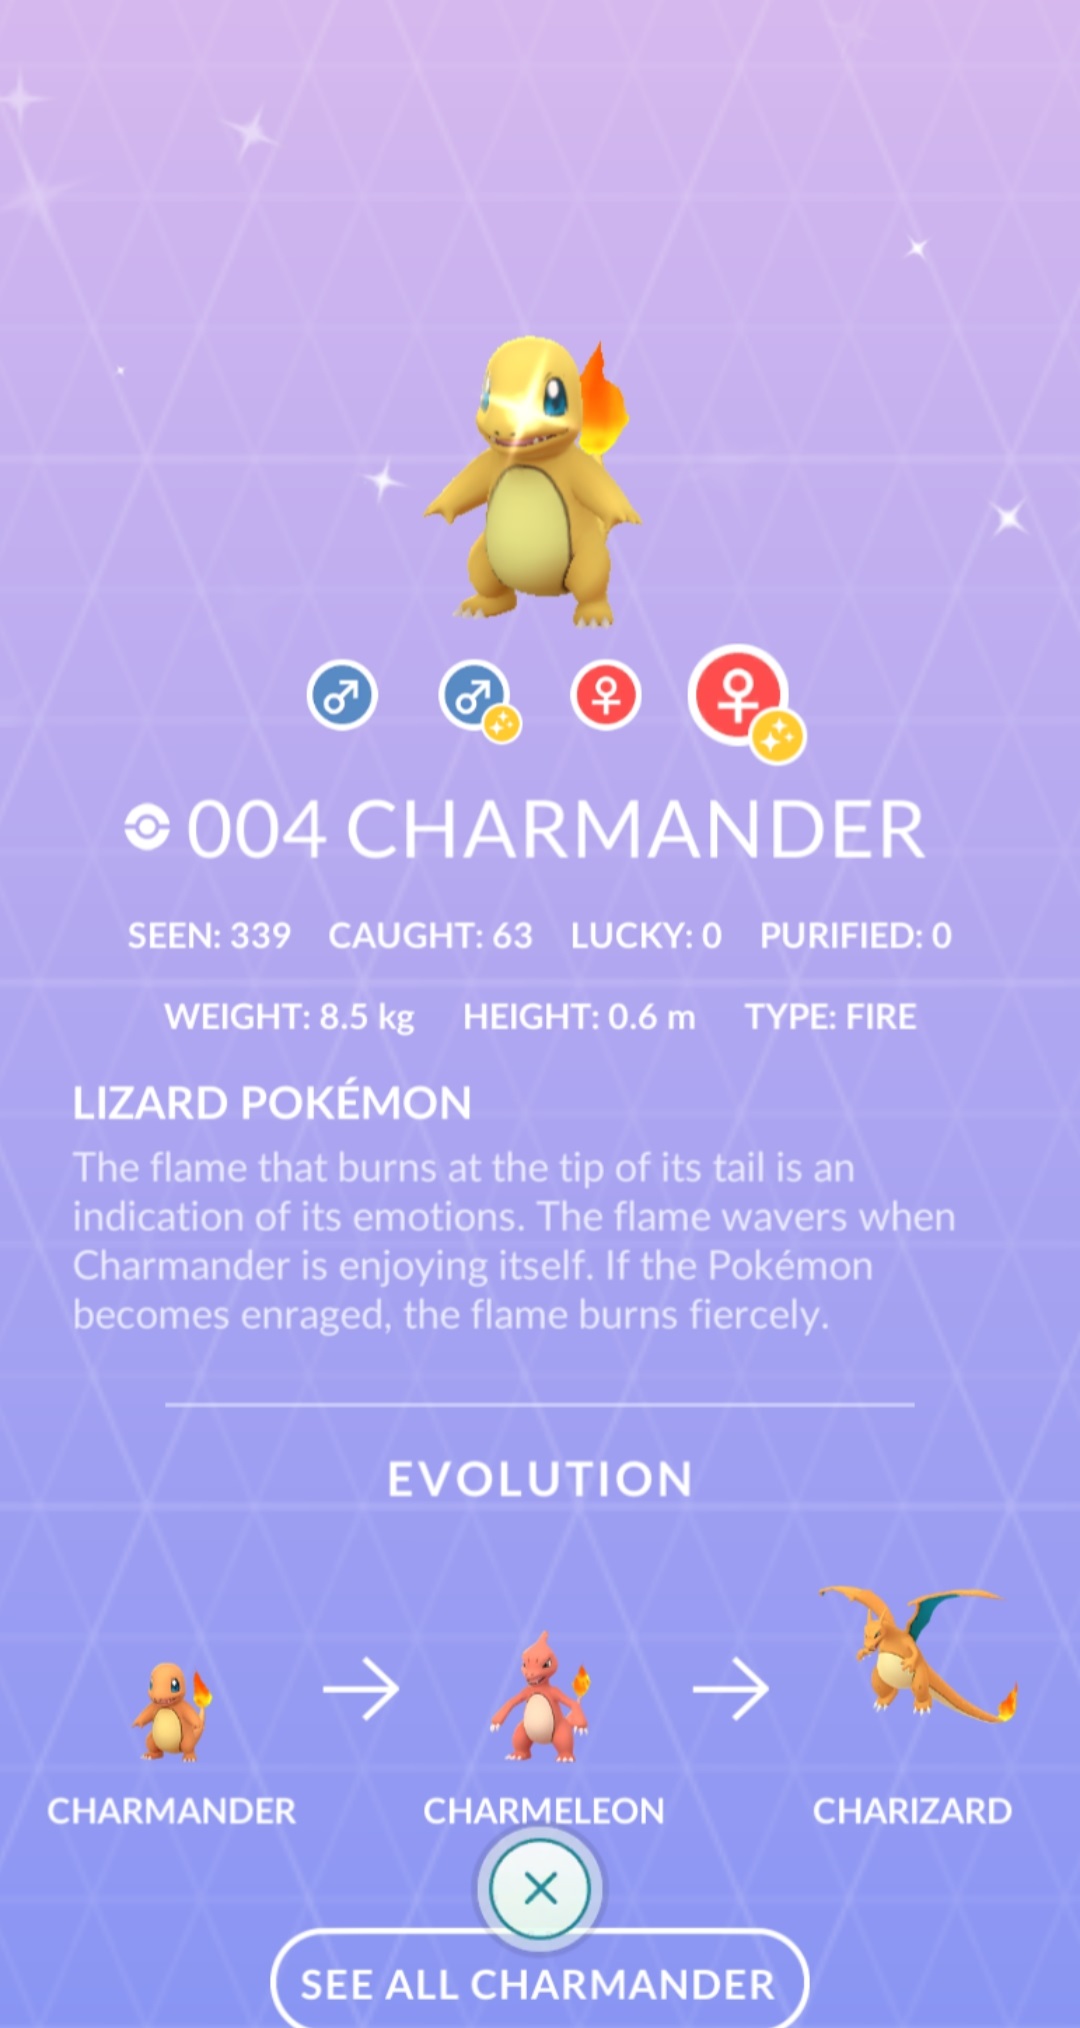 004 CHARMANDER
SEEN: 339 CAUGHT: 63 LUCKY: 0 PURIFIED: 0
WEIGHT: 8.5 kg HEIGHT: 0.6 m TYPE: FIRE
LIZARD POKÉMON
The flame that burns at the tip of its tail is an
indication of its emotions. The flame wavers when
Charmander is enjoying itself. If the Pokémon
becomes enraged, the flame burns fiercely.
EVOLUTION
CHARMANDER CHARMELEON CHARIZARD
SEE ALL CHARMANDER